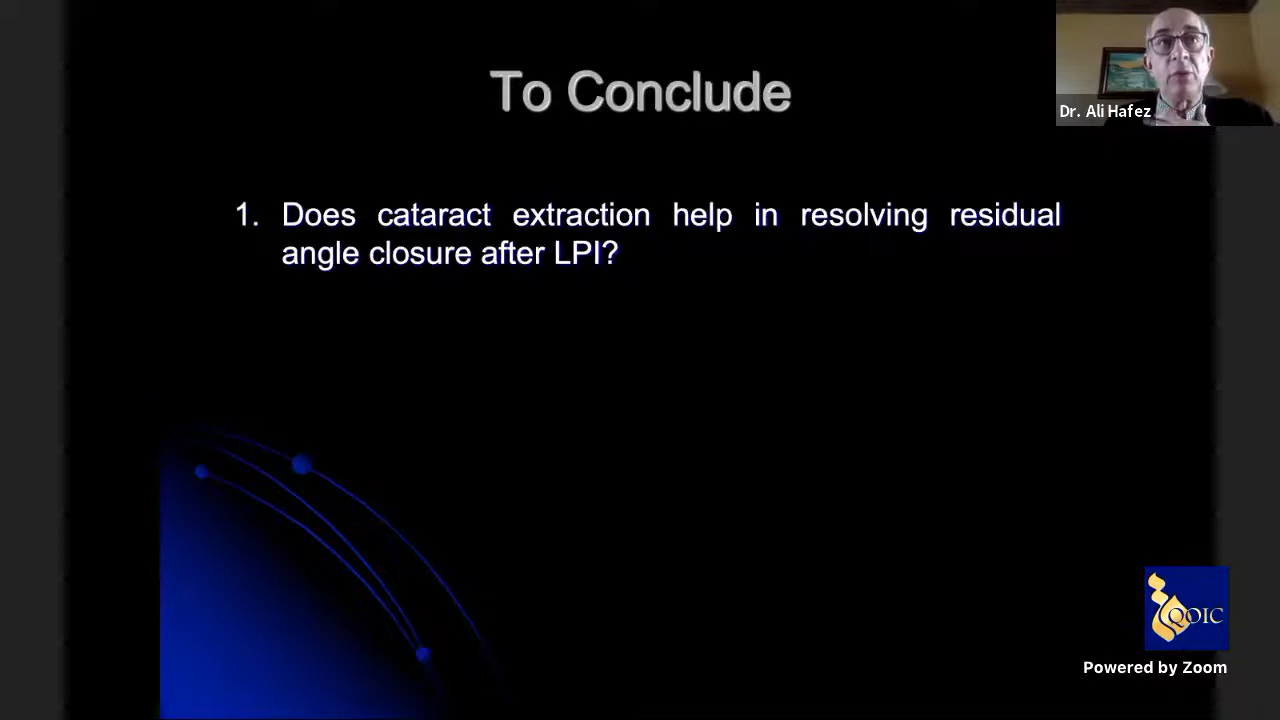 To Conclude
Dr. Ali Hafez
1. Does cataract extraction help in resolving residual
angle closure after LPI?
QOIC
Powered by Zoom